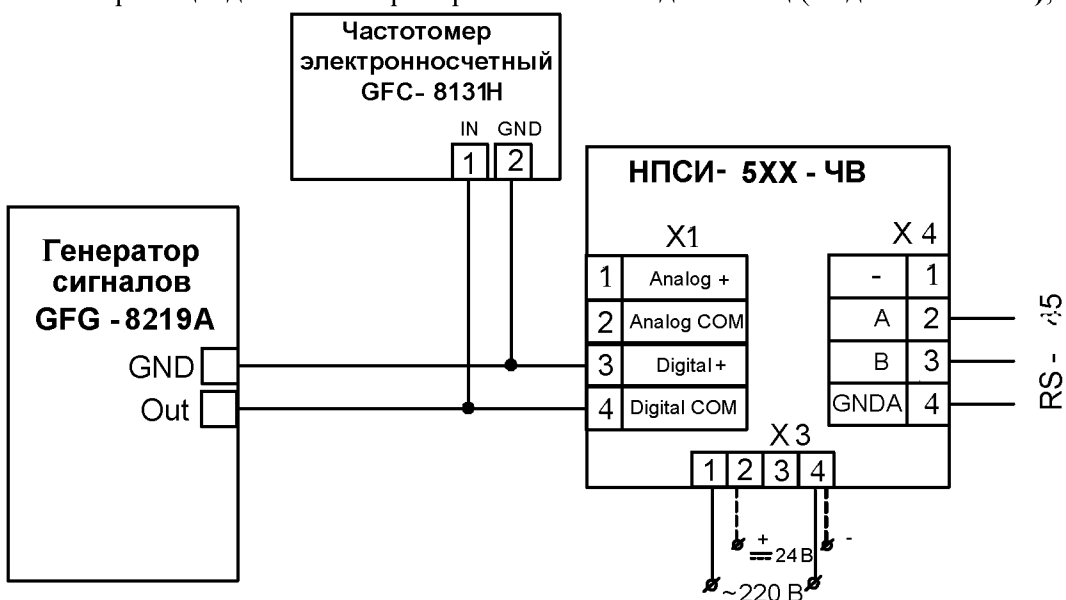 Частотомер
электронносчетный
GFC- 8131H
IN GND
1 2
НПСИ- 5ХХ - ЧВ
Генератор
сигналов
GFG - 8219A
GND
Out
X1
1 Analog +
2 Analog COM
3 Digital +
4 Digital COM
X 4
- 1
A 2
B 3
GNDA 4
RS -
X 3
1 2 3 4
+ -
24 В
~220 В